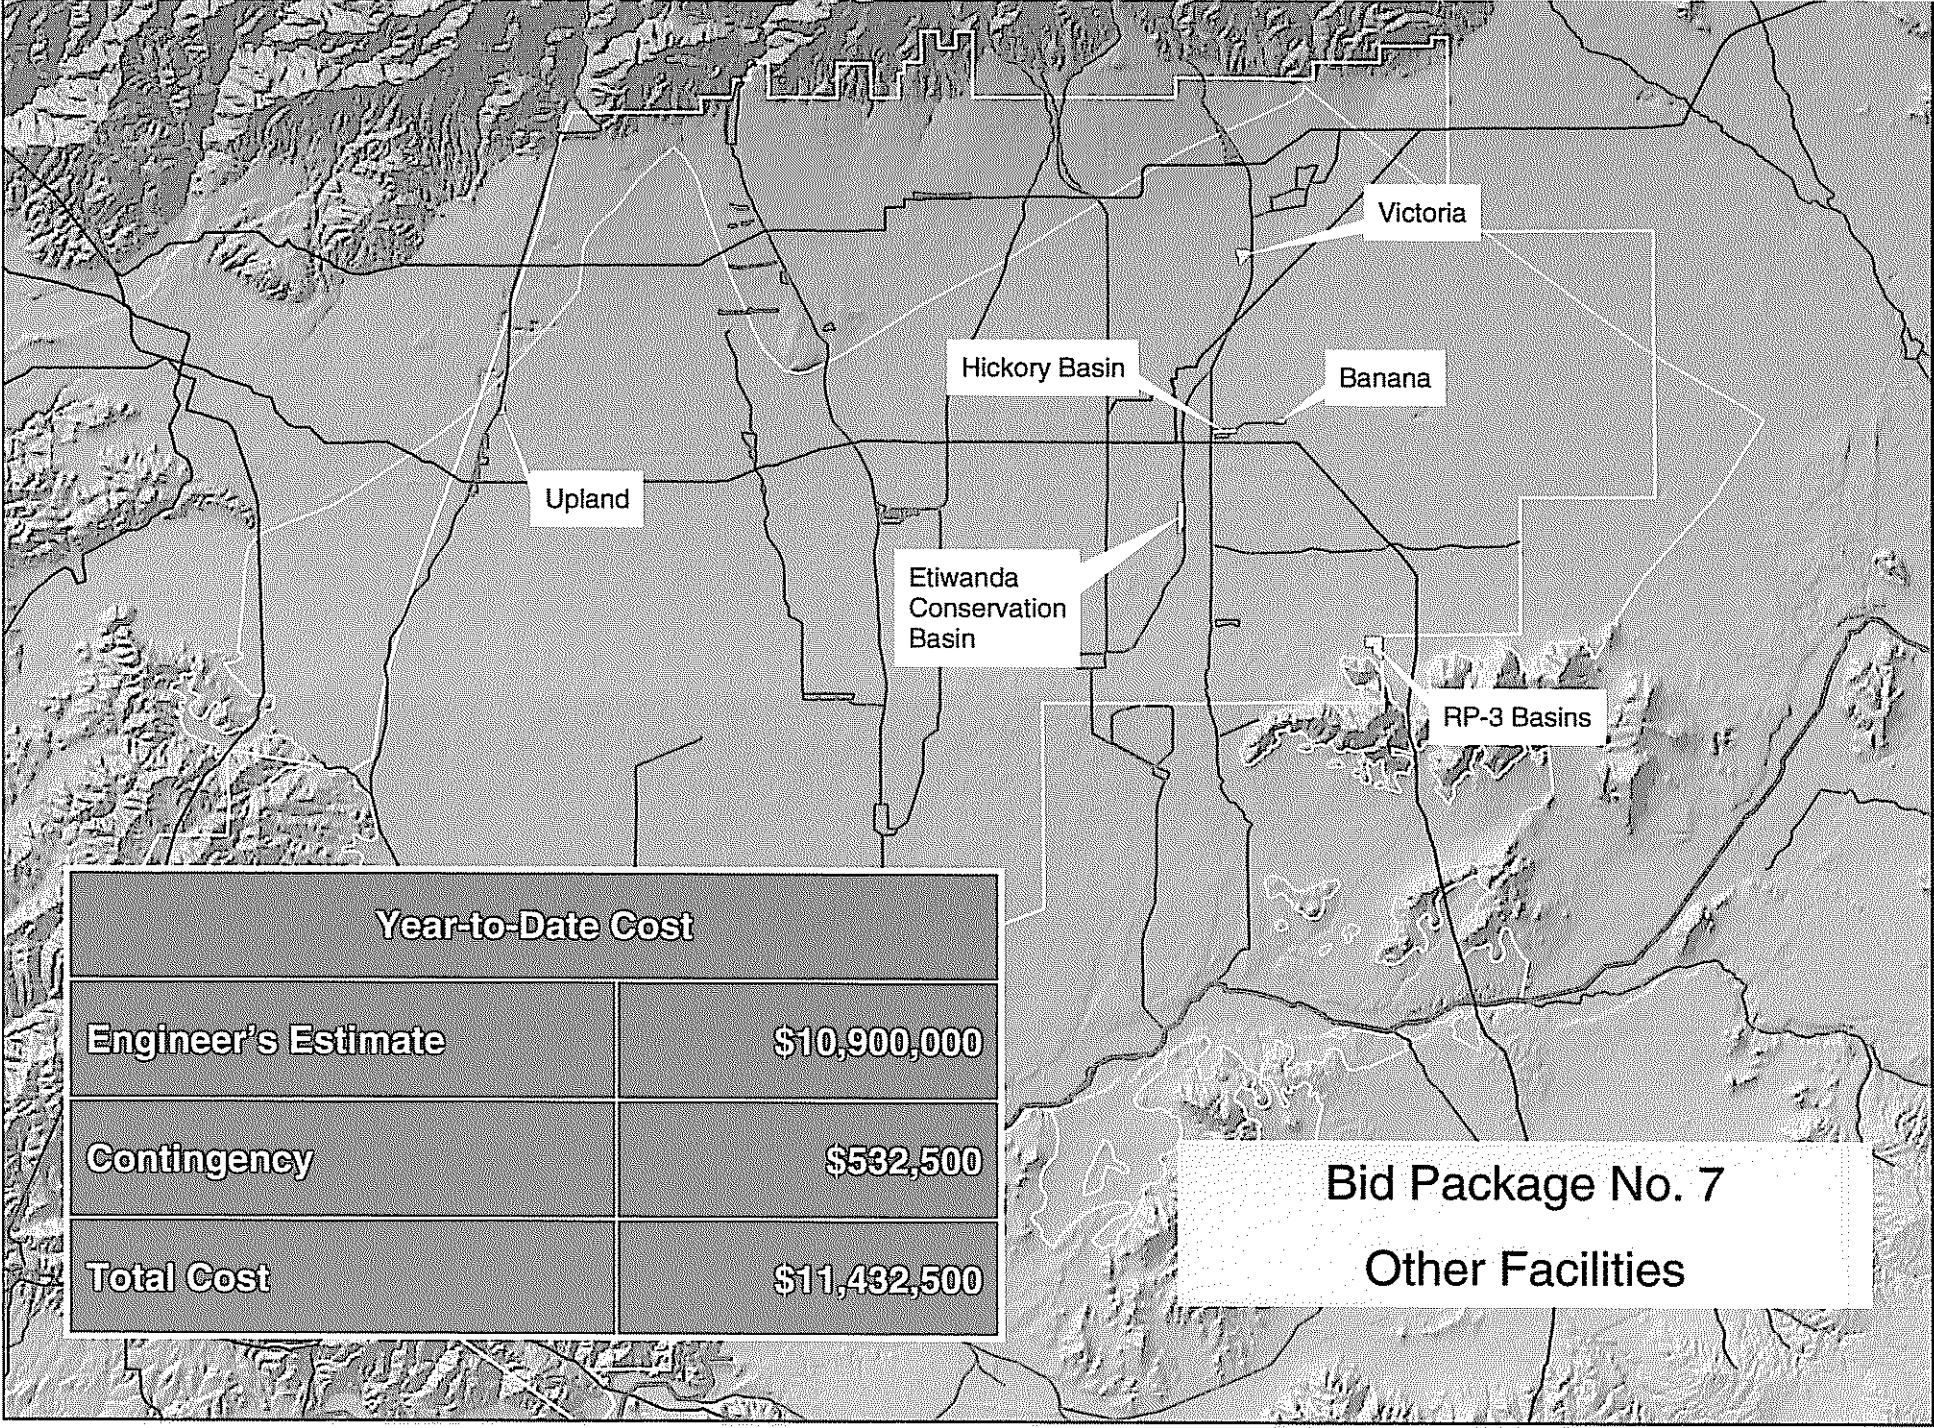 Victoria
Hickory Basin
Banana
Upland
Etiwanda
Conservation
Basin
RP-3 Basins
Year-to-Date Cost
Engineer's Estimate $10,900,000
Contingency $532,500
Total Cost $11,432,500
Bid Package No. 7
Other Facilities